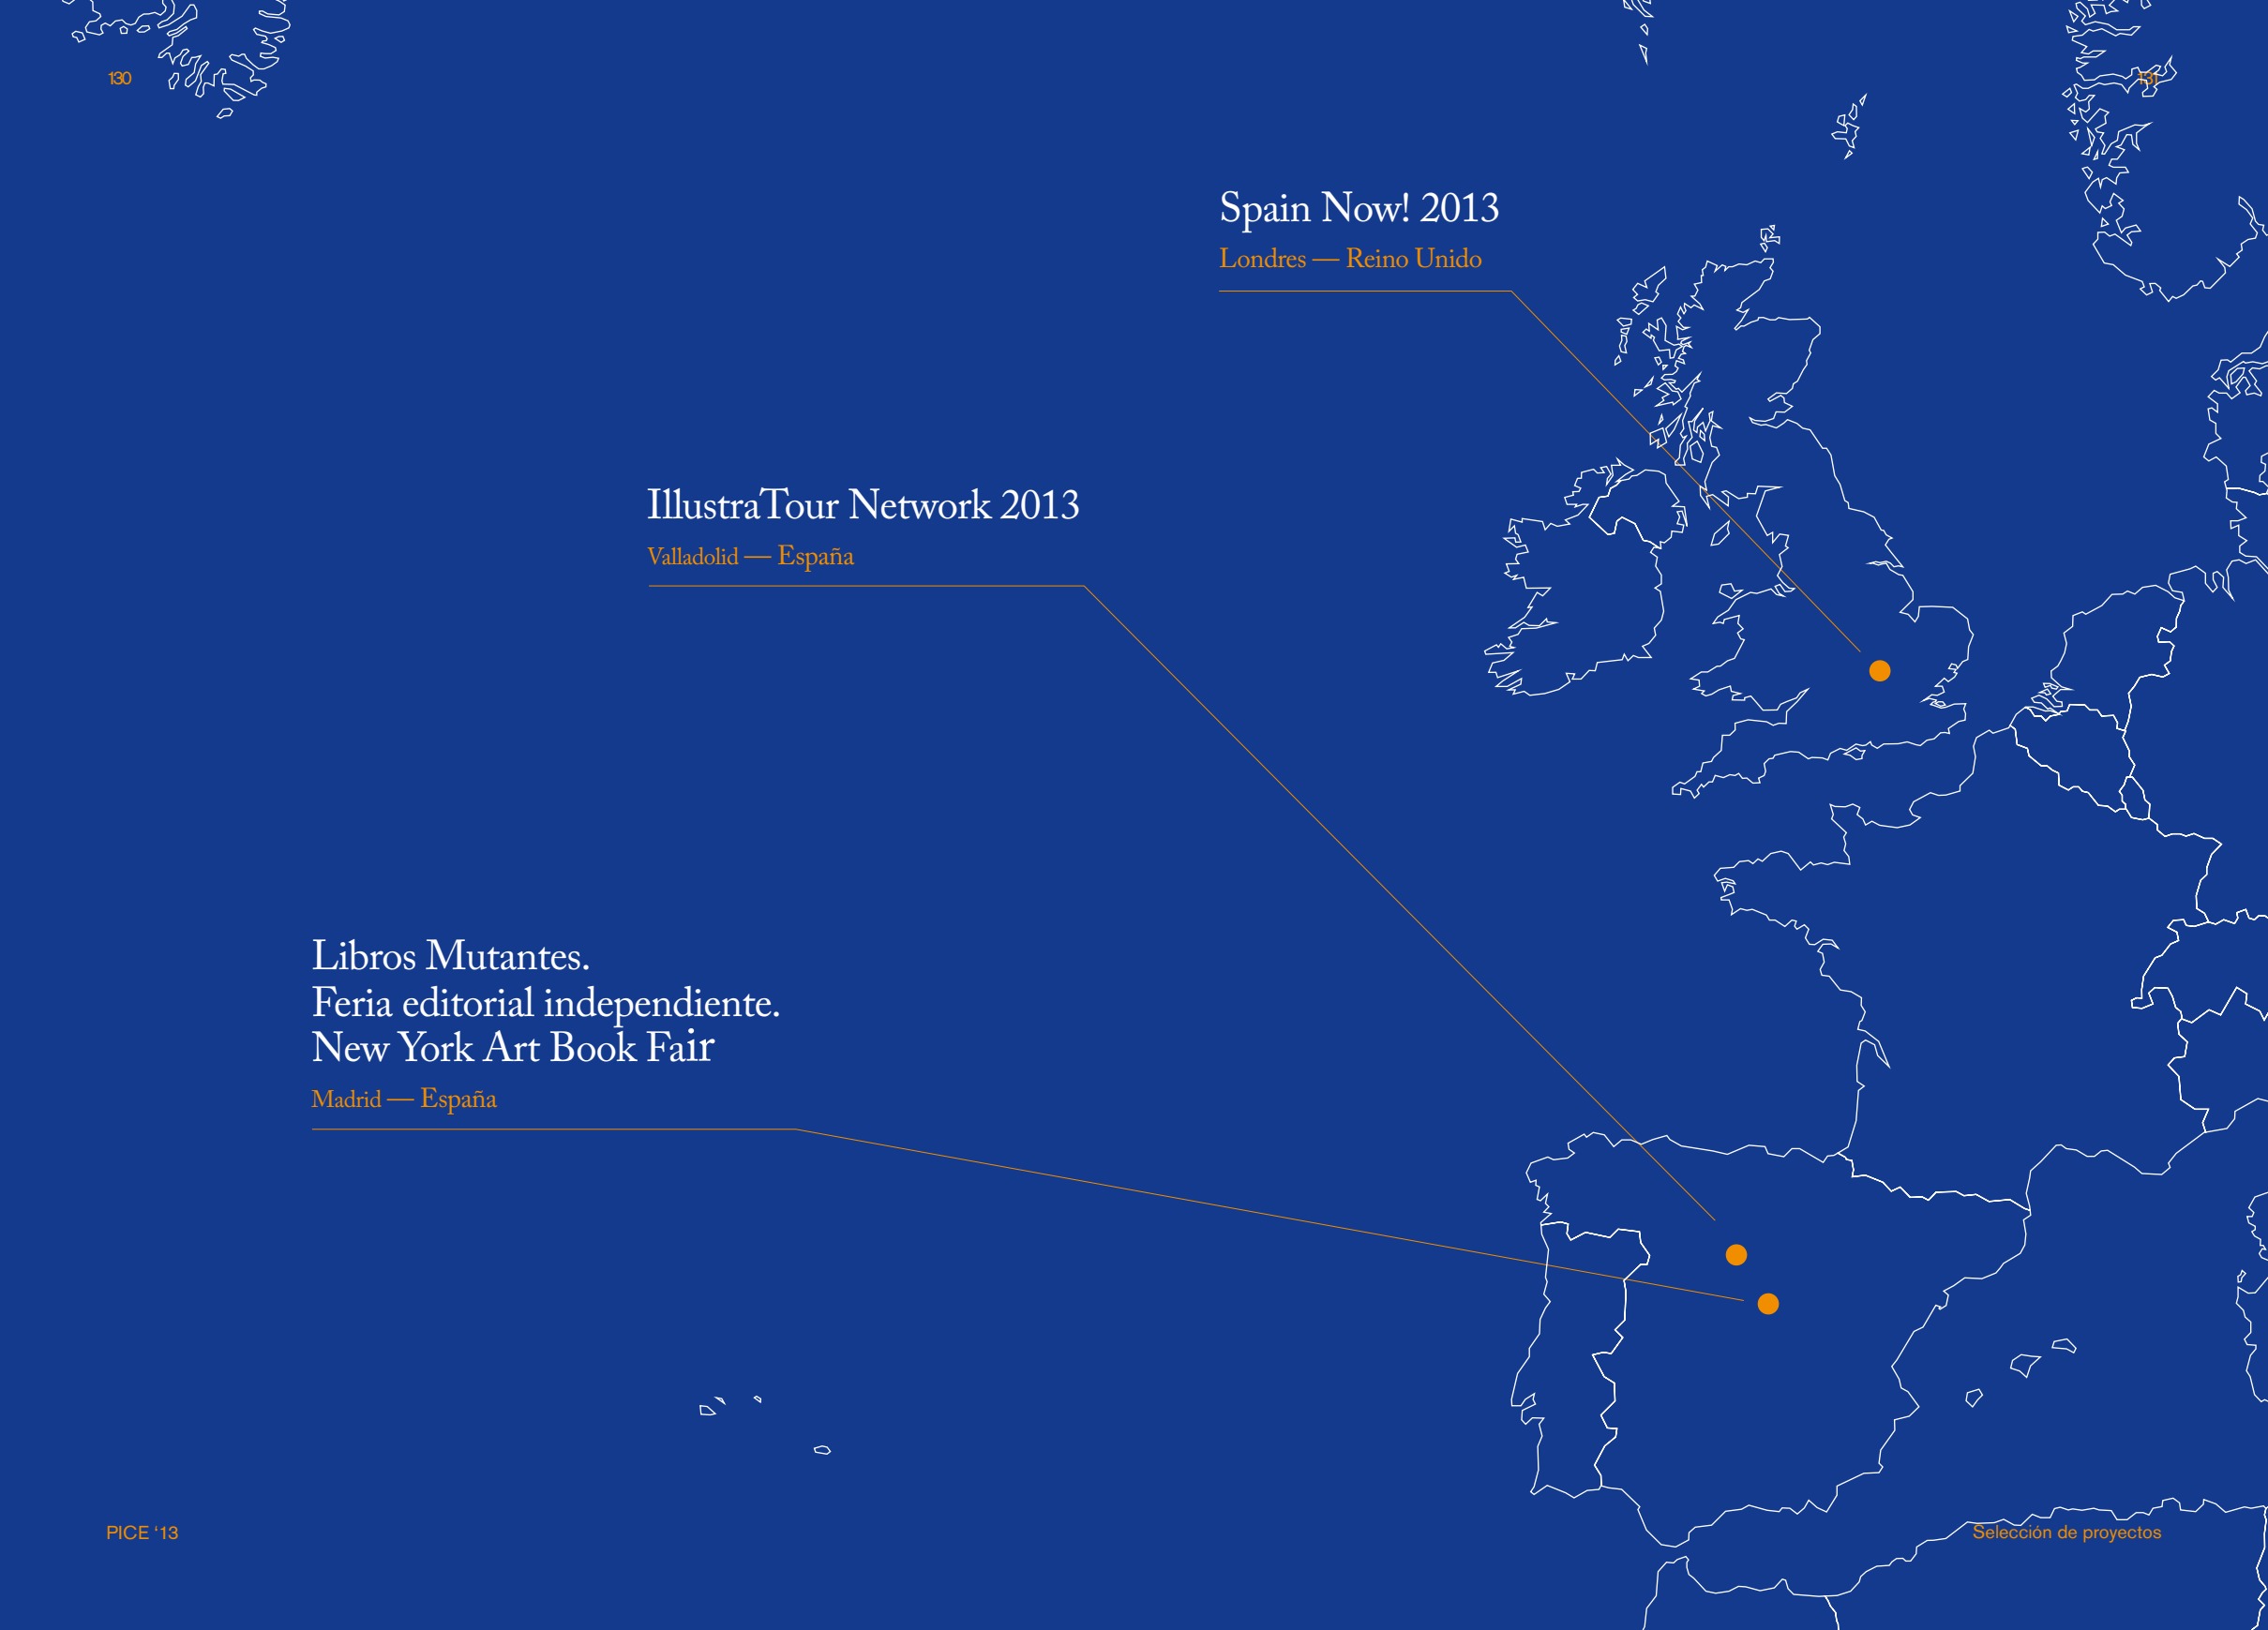 130
131
Spain Now! 2013
Londres — Reino Unido
IllustraTour Network 2013
Valladolid — España
Libros Mutantes.
Feria editorial independiente.
New York Art Book Fair
Madrid — España
PICE ‘13
Selección de proyectos